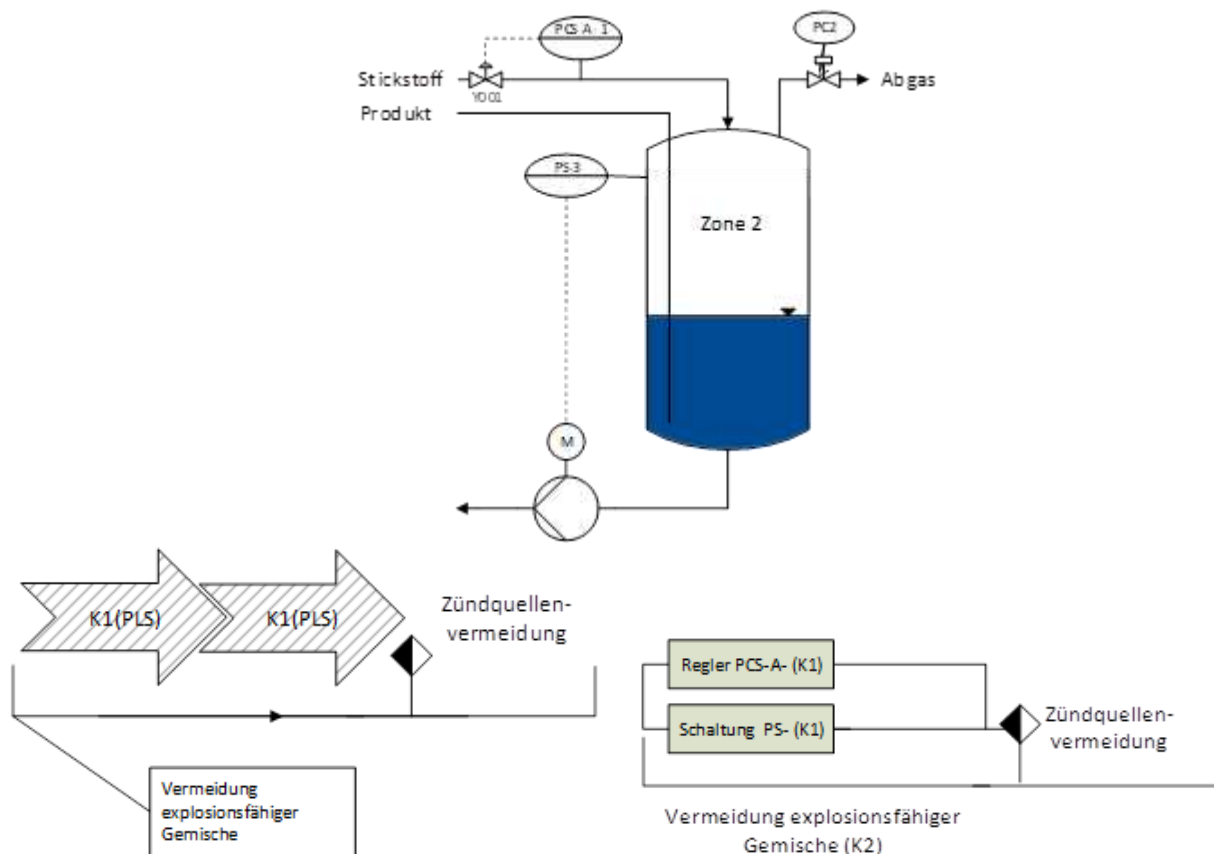 PCS-A- 1
PC2
Stickstoff
Abgas
Y001
Produkt
PS-3
Zone 2
M
K1(PLS)
K1(PLS)
Zündquellen-
vermeidung
Vermeidung
explosionsfähiger
Gemische
Regler PCS-A- (K1)
Schaltung PS- (K1)
Zündquellen-
vermeidung
Vermeidung explosionsfähiger
Gemische (K2)